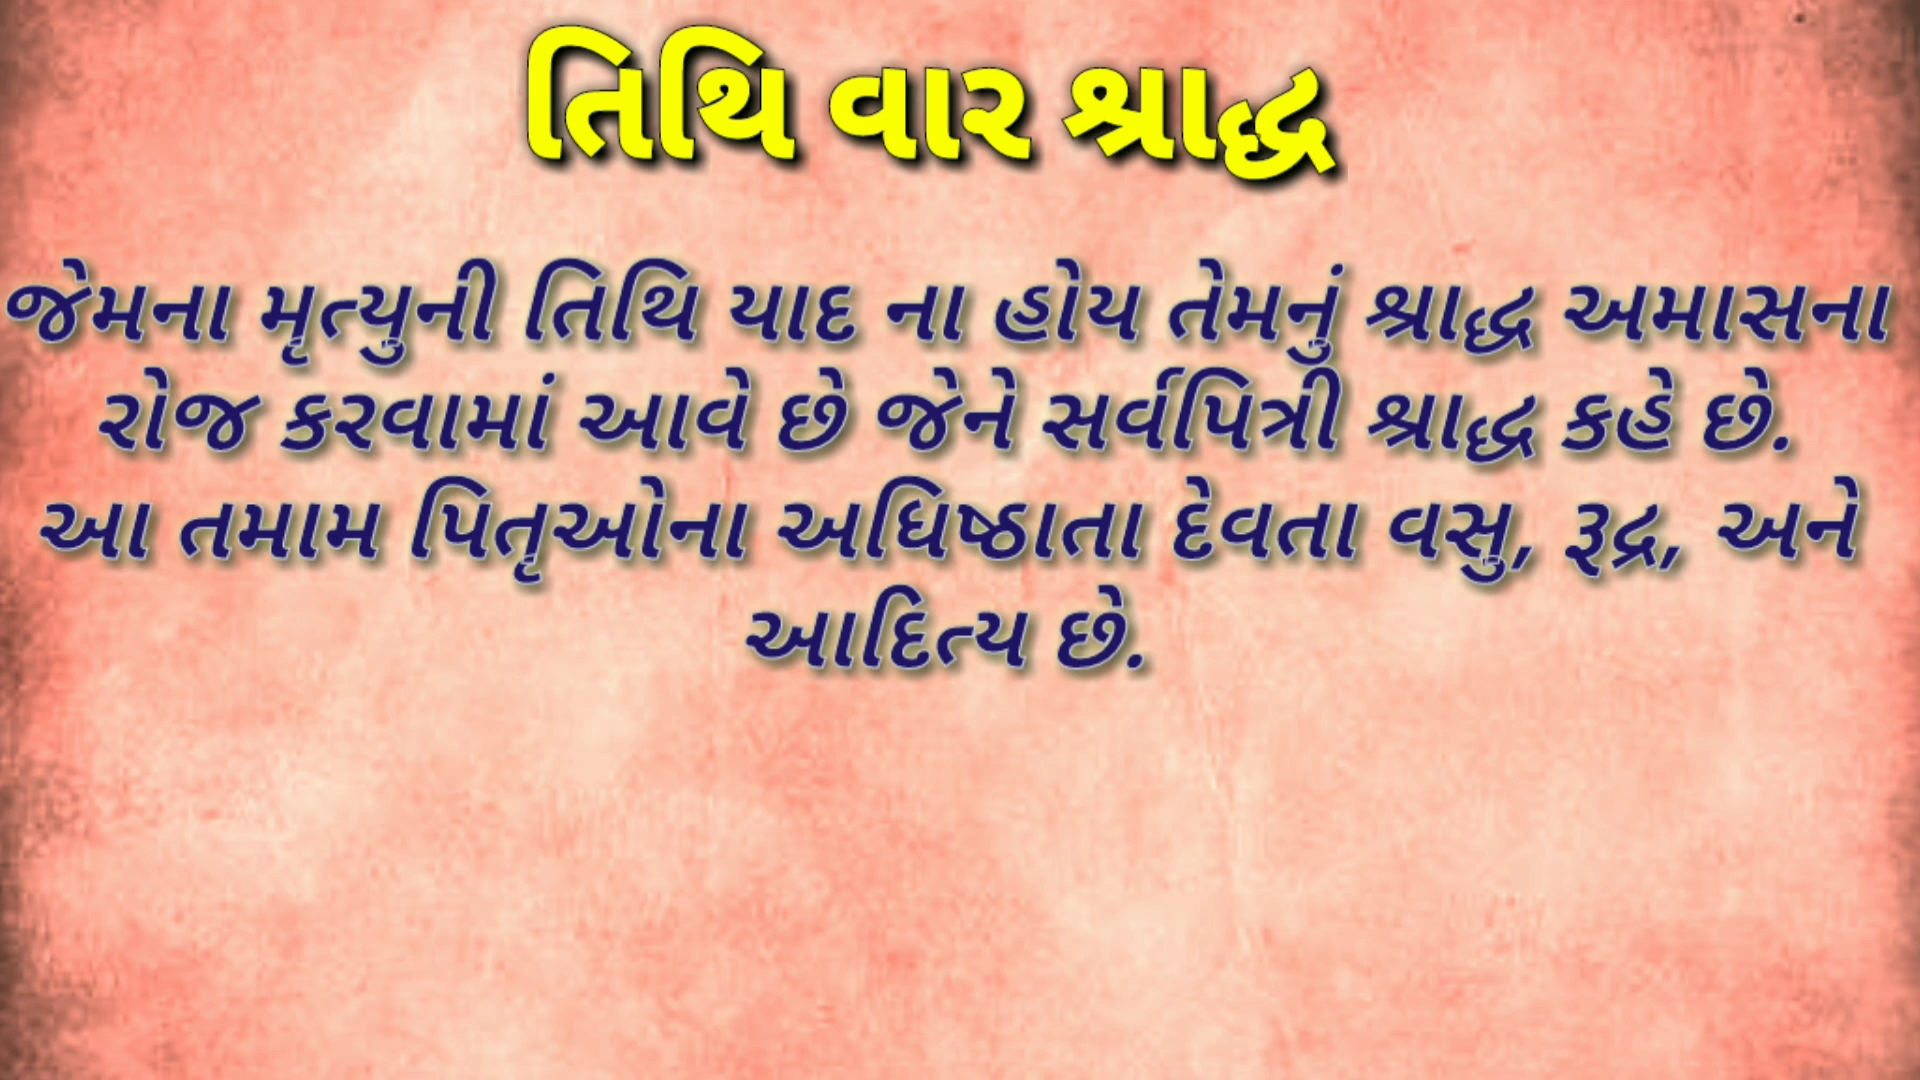 તિથિ વાર શ્રાદ્ધ
જેમના મૃત્યુની તિથિ યાદ ના હોય તેમનું શ્રાદ્ધ અમાસના
રોજ કરવામાં આવે છે જેને સર્વપિત્રી શ્રાદ્ધ કહે છે.
આ તમામ પિતૃઓના અધિષ્ઠાતા દેવતા વસુ, રૂદ્ર, અને
આદિત્ય છે.